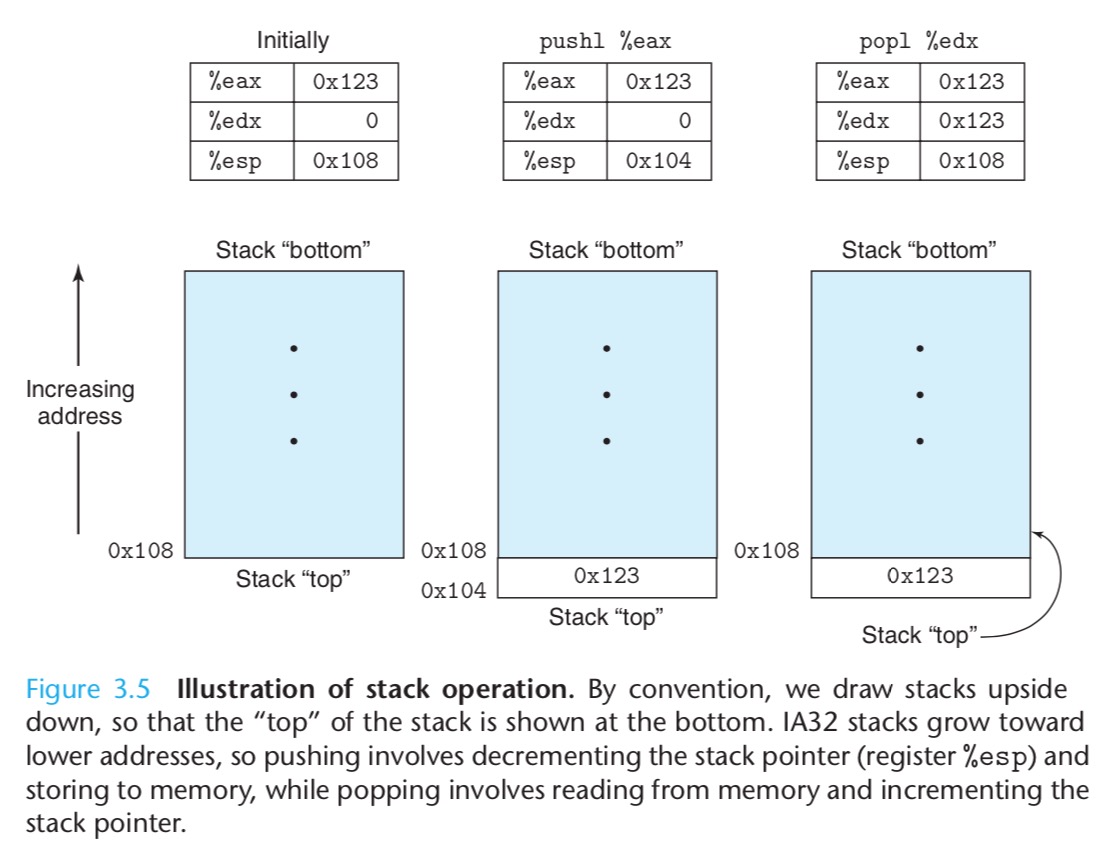 Initially
%eax 0x123
%edx 0
%esp 0x108
pushl %eax
%eax 0x123
%edx 0
%esp 0x104
popl %edx
%eax 0x123
%edx 0x123
%esp 0x108
Increasing
address
Stack “bottom”
0x108
Stack “top”
Stack “bottom”
0x108
0x123
0x104
Stack “top”
Stack “bottom”
0x108
0x123
Stack “top”
Figure 3.5 Illustration of stack operation. By convention, we draw stacks upside
down, so that the “top” of the stack is shown at the bottom. IA32 stacks grow toward
lower addresses, so pushing involves decrementing the stack pointer (register %esp) and
storing to memory, while popping involves reading from memory and incrementing the
stack pointer.